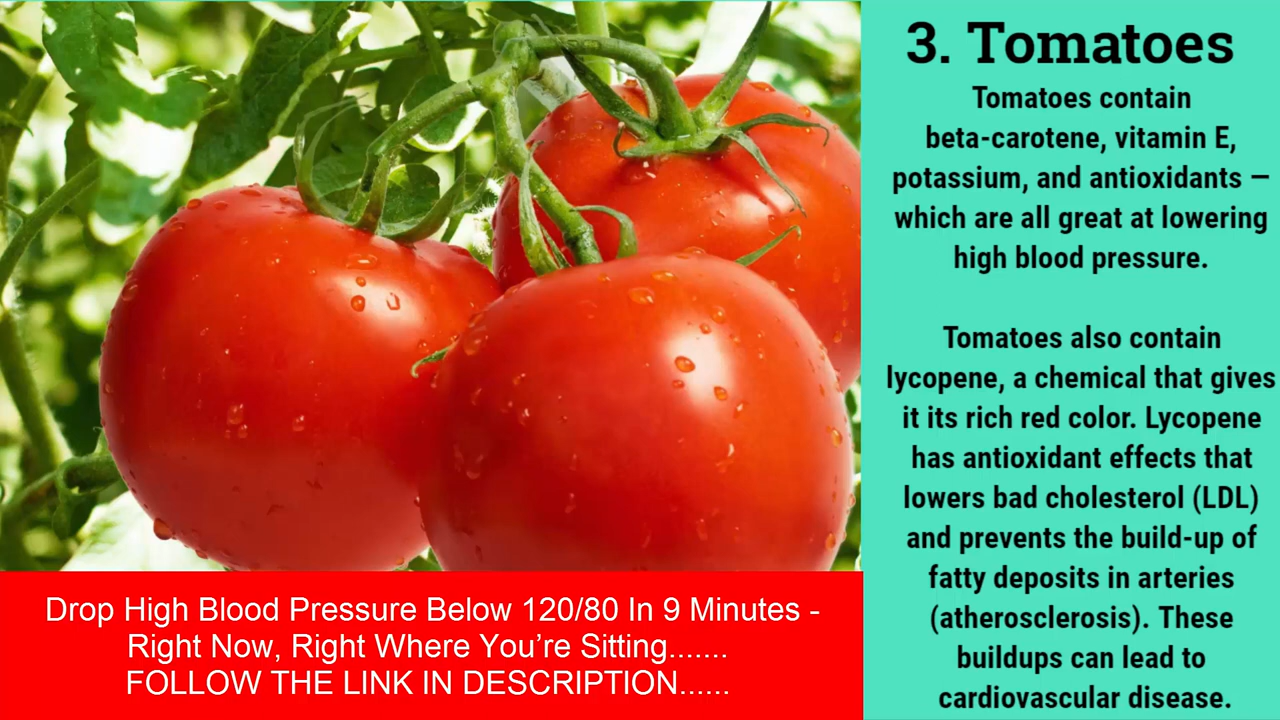 3. Tomatoes
Tomatoes contain
beta-carotene, vitamin E,
potassium, and antioxidants —
which are all great at lowering
high blood pressure.
Tomatoes also contain
lycopene, a chemical that gives
it its rich red color. Lycopene
has antioxidant effects that
lowers bad cholesterol (LDL)
and prevents the build-up of
fatty deposits in arteries
(atherosclerosis). These
buildups can lead to
cardiovascular disease.
Drop High Blood Pressure Below 120/80 In 9 Minutes -
Right Now, Right Where You’re Sitting.......
FOLLOW THE LINK IN DESCRIPTION......